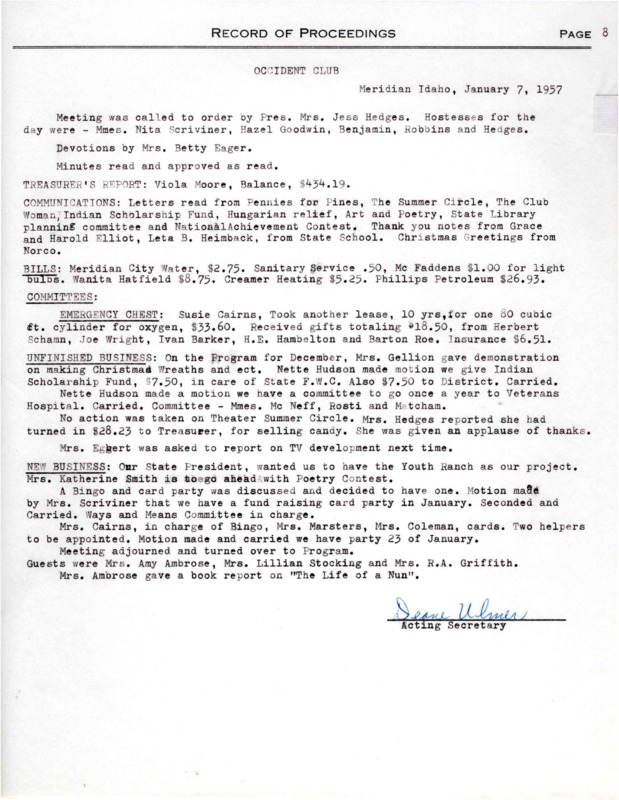 RECORD OF PROCEEDINGS PAGE 8
OCCIDENT CLUB
Meridian Idaho, January 7, 1957
Meeting was called to order by Pres. Mrs. Jess Hedges. Hostesses for the
day were - Mmes. Nita Scriviner, Hazel Goodwin, Benjamin, Robbins and Hedges.
Devotions by Mrs. Betty Eager.
Minutes read and approved as read.
TREASURER'S REPORT: Viola Moore, Balance, $434.19.
COMMUNICATIONS: Letters read from Pennies for Pines, The Summer Circle, The Club
Woman, Indian Scholarship Fund, Hungarian relief, Art and Poetry, State Library
planning committee and NationalAchievement Contest. Thank you notes from Grace
and Harold Elliot, Leta B. Heimback, from State School. Christmas Greetings from
Norco.
BILLS: Meridian City Water, $2.75. Sanitary Service .50, Mc Faddens $1.00 for light
bulbs. Wanita Hatfield $8.75. Creamer Heating $5.25. Phillips Petroleum $26.93.
COMMITTEES:
EMERGENCY CHEST: Susie Cairns, Took another lease, 10 yrs,for one 80 cubic
ft. cylinder for oxygen, $33.60. Received gifts totaling $18.50, from Herbert
Schamn, Joe Wright, Ivan Barker, H.E. Hambelton and Barton Roe. Insurance $6.51.
UNFINISHED BUSINESS: On the Program for December, Mrs. Gellion gave demonstration
on making Christmas Wreaths and ect. Nette Hudson made motion we give Indian
Scholarship Fund, $7.50, in care of State F.W.C. Also $7.50 to District. Carried.
Nette Hudson made a motion we have a committee to go once a year to Veterans
Hospital. Carried. Committee - Mmes. Mc Neff, Rosti and Matcham.
No action was taken on Theater Summer Circle. Mrs. Hedges reported she had
turned in $28.23 to Treasurer, for selling candy. She was given an applause of thanks.
Mrs. Egbert was asked to report on TV development next time.
NEW BUSINESS: Our State President, wanted us to have the Youth Ranch as our project.
Mrs. Katherine Smith is to go ahead with Poetry Contest.
A Bingo and card party was discussed and decided to have one. Motion made
by Mrs. Scriviner that we have a fund raising card party in January. Seconded and
Carried. Ways and Means Committee in charge.
Mrs. Cairns, in charge of Bingo, Mrs. Marsters, Mrs. Coleman, cards. Two helpers
to be appointed. Motion made and carried we have party 23 of January.
Meeting adjourned and turned over to Program.
Guests were Mrs. Amy Ambrose, Mrs. Lillian Stocking and Mrs. R.A. Griffith.
Mrs. Ambrose gave a book report on "The Life of a Nun".
Deane Ulmer
Acting Secretary